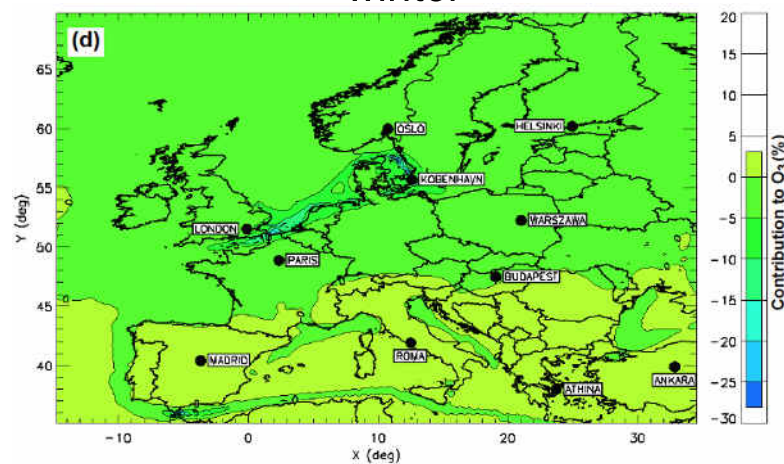 (d)
65
60
55
50
45
40
Y (deg)
OSLO
HELSINKI
KOBENHAVN
LONDON
WARSZAWA
PARIS
BUDAPEST
MADRID
ROMA
ATHINA
ANKARA
0
0
-10
0
10
20
30
X (deg)
20
15
10
5
0
-5
-10
-15
-20
-25
-30
Contribution to O3 (%)